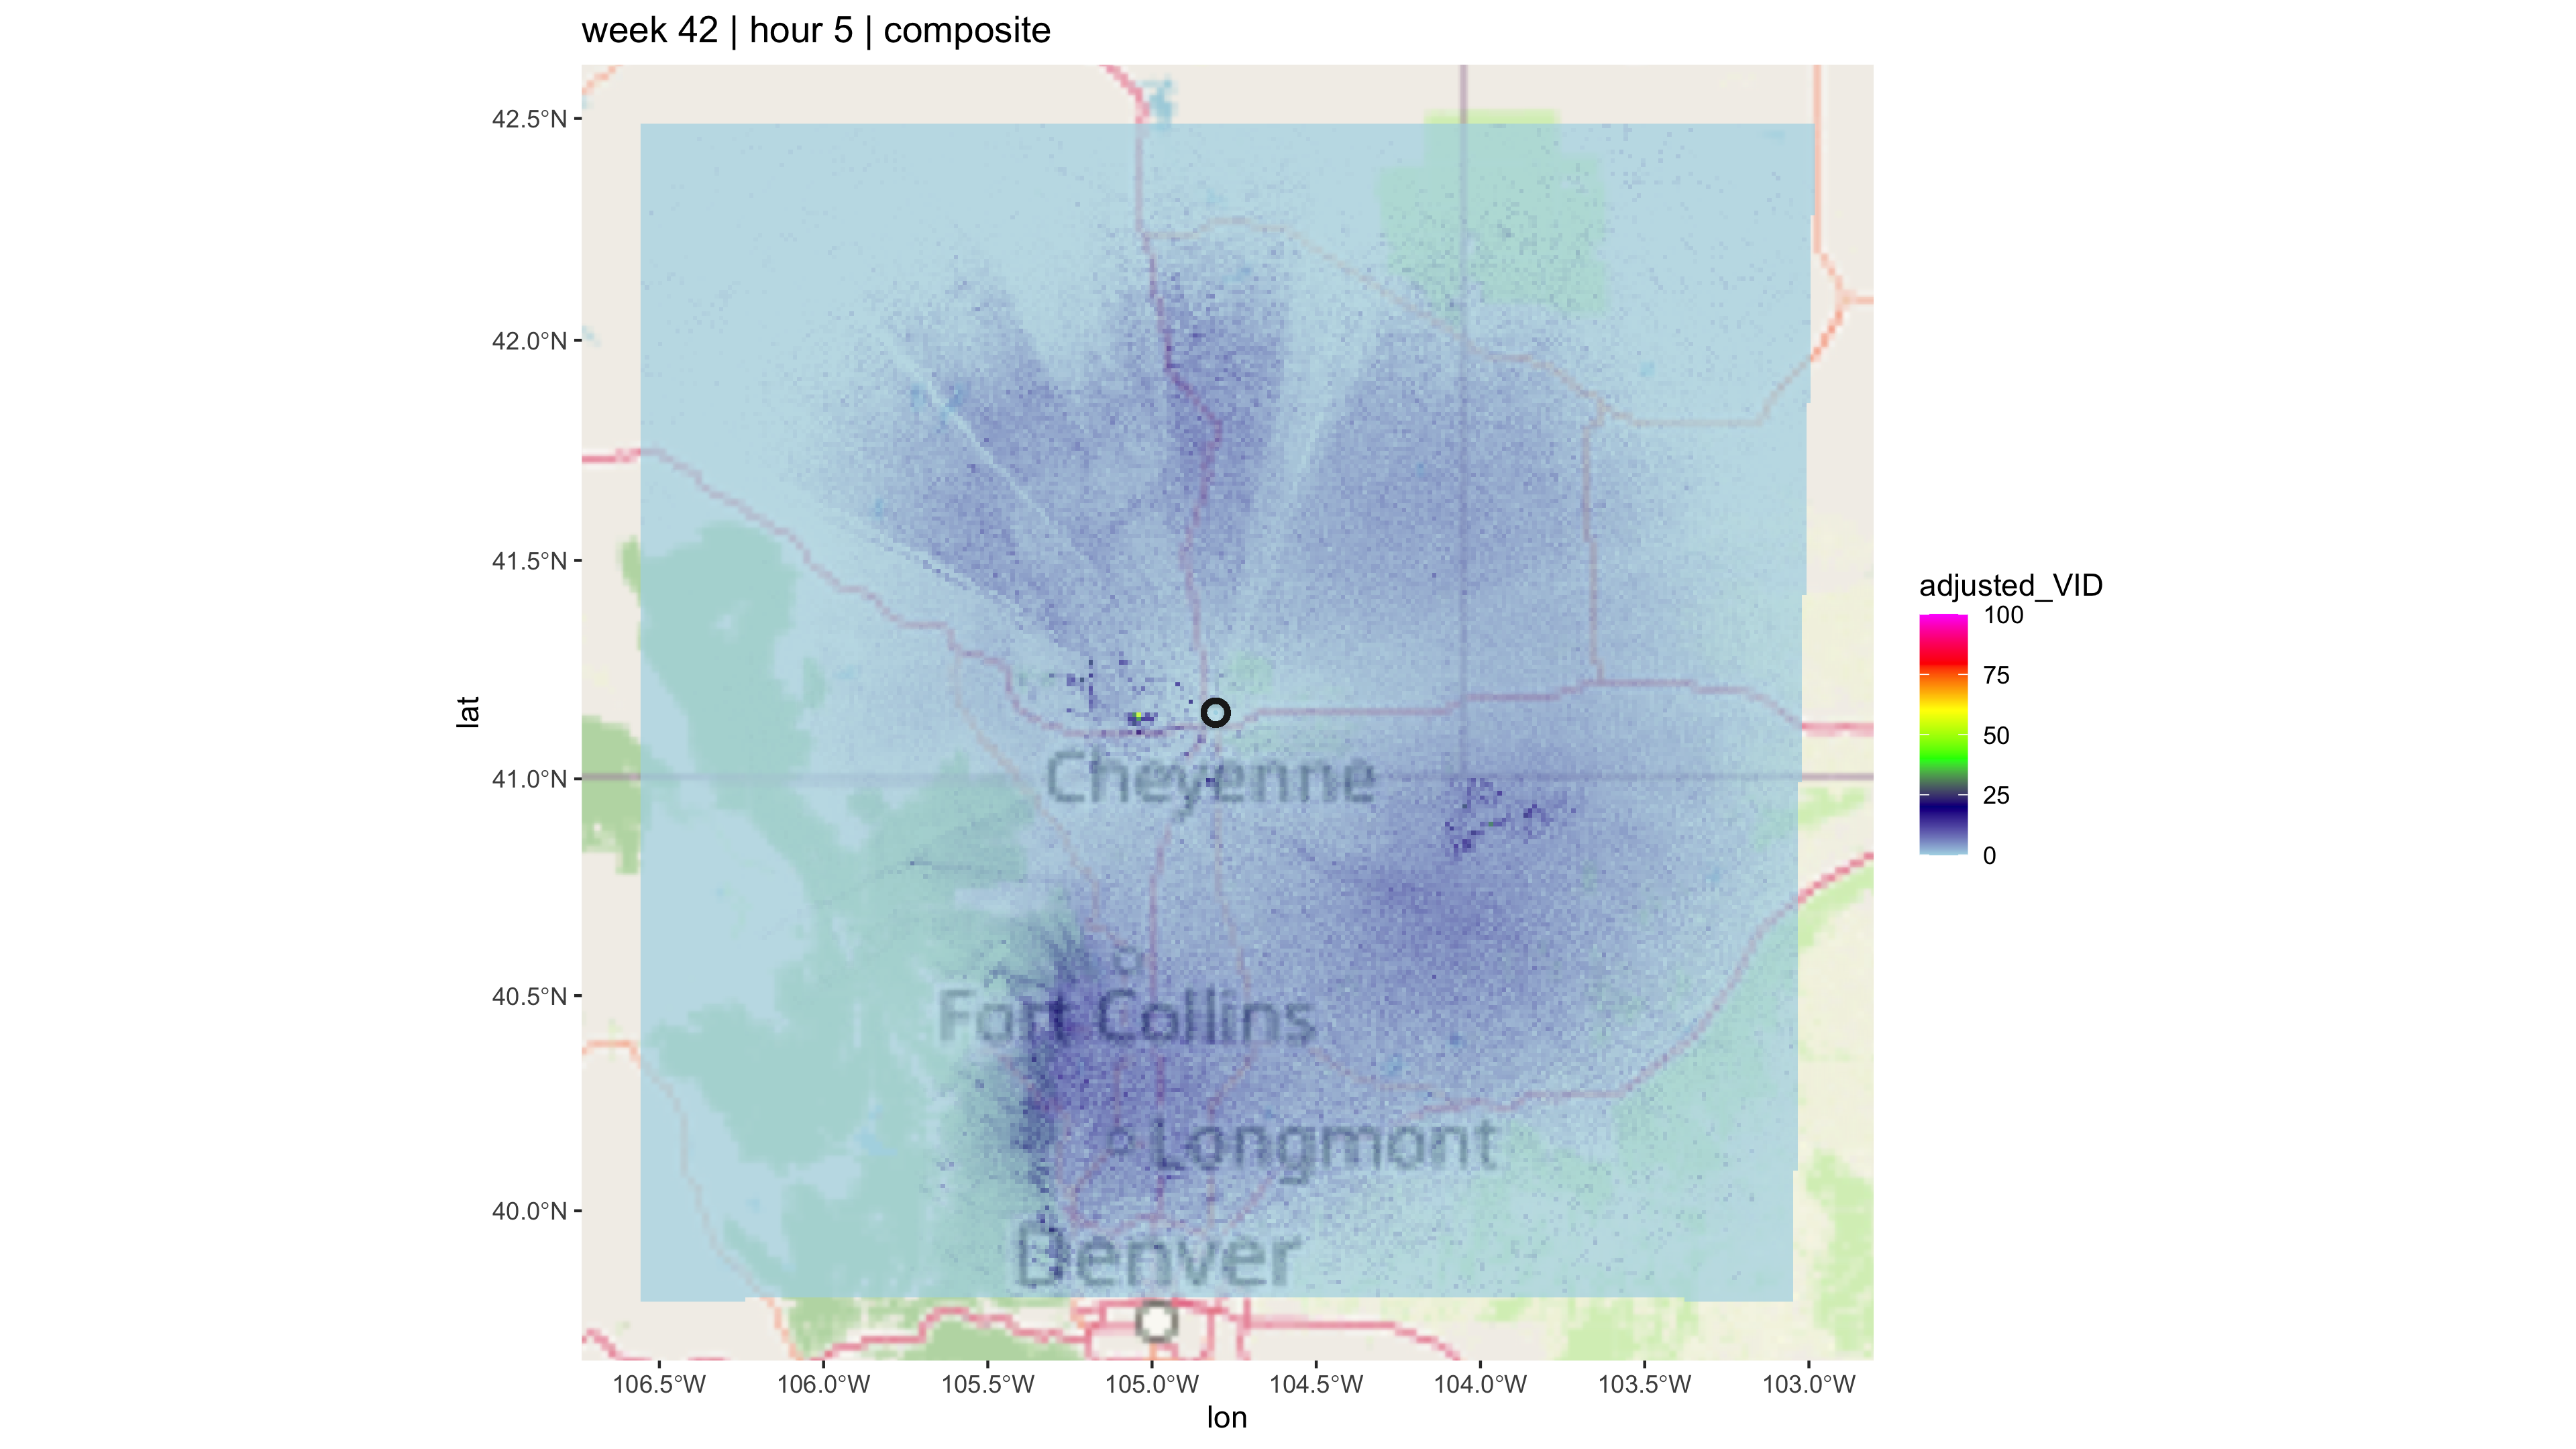 week 42 | hour 5 | composite
42.5°N
42.0°N
41.5°N
41.0°N
40.5°N
40.0°N
lat
Cheyenne
Fort Collins
Longmont
Denver
106.5°W 106.0°W 105.5°W 105.0°W 104.5°W 104.0°W 103.5°W 103.0°W
lon
adjusted_VID
100
75
50
25
0